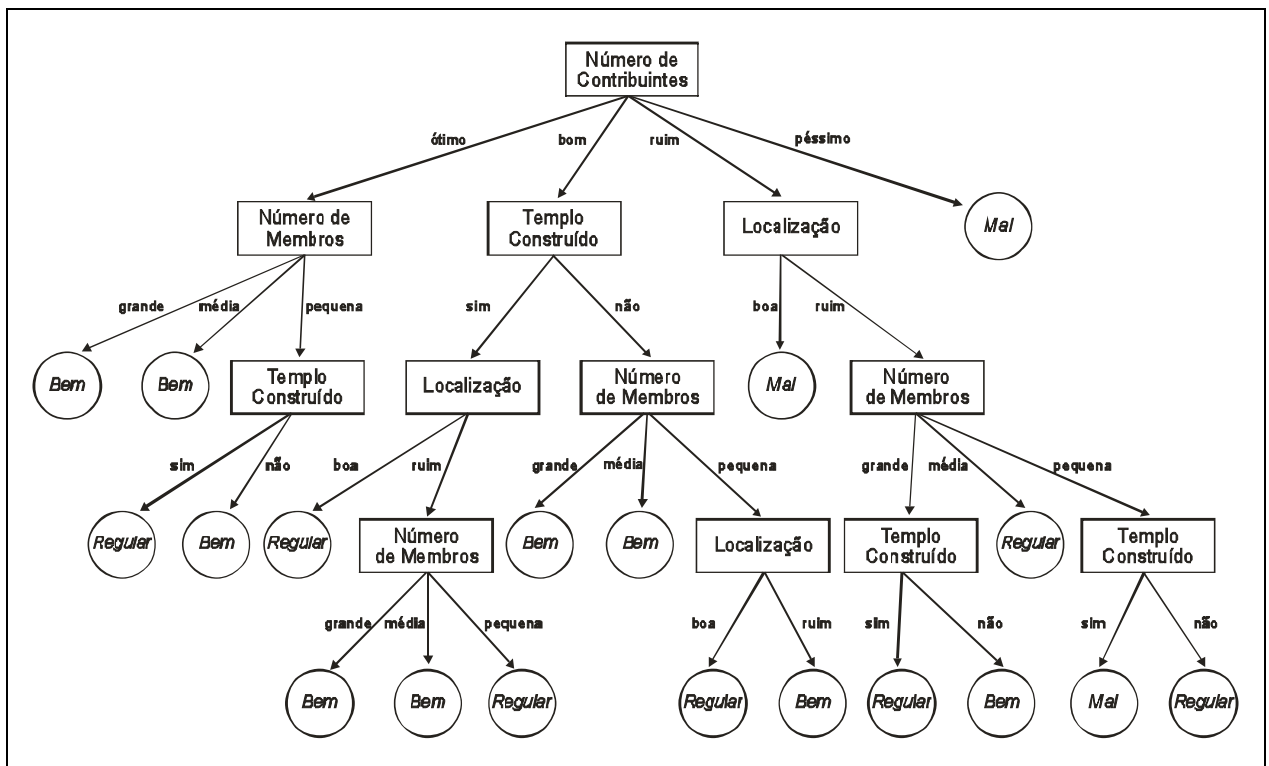 Número de
Contribuintes
ótimo
bom
ruim
péssimo
Número de
Membros
Templo
Construído
Localização
Mal
grande
média
pequena
sim
não
boa
ruim
Bem
Bem
Templo
Construído
Localização
Número
de Membros
Mal
Número
de Membros
sim
não
boa
ruim
grande
média
pequena
grande
média
pequena
Regular
Bem
Regular
Número
de Membros
Bem
Bem
Localização
Templo
Construído
Regular
Templo
Construído
grande
média
pequena
boa
ruim
sim
não
sim
não
Bem
Bem
Regular
Regular
Bem
Regular
Bem
Mal
Regular